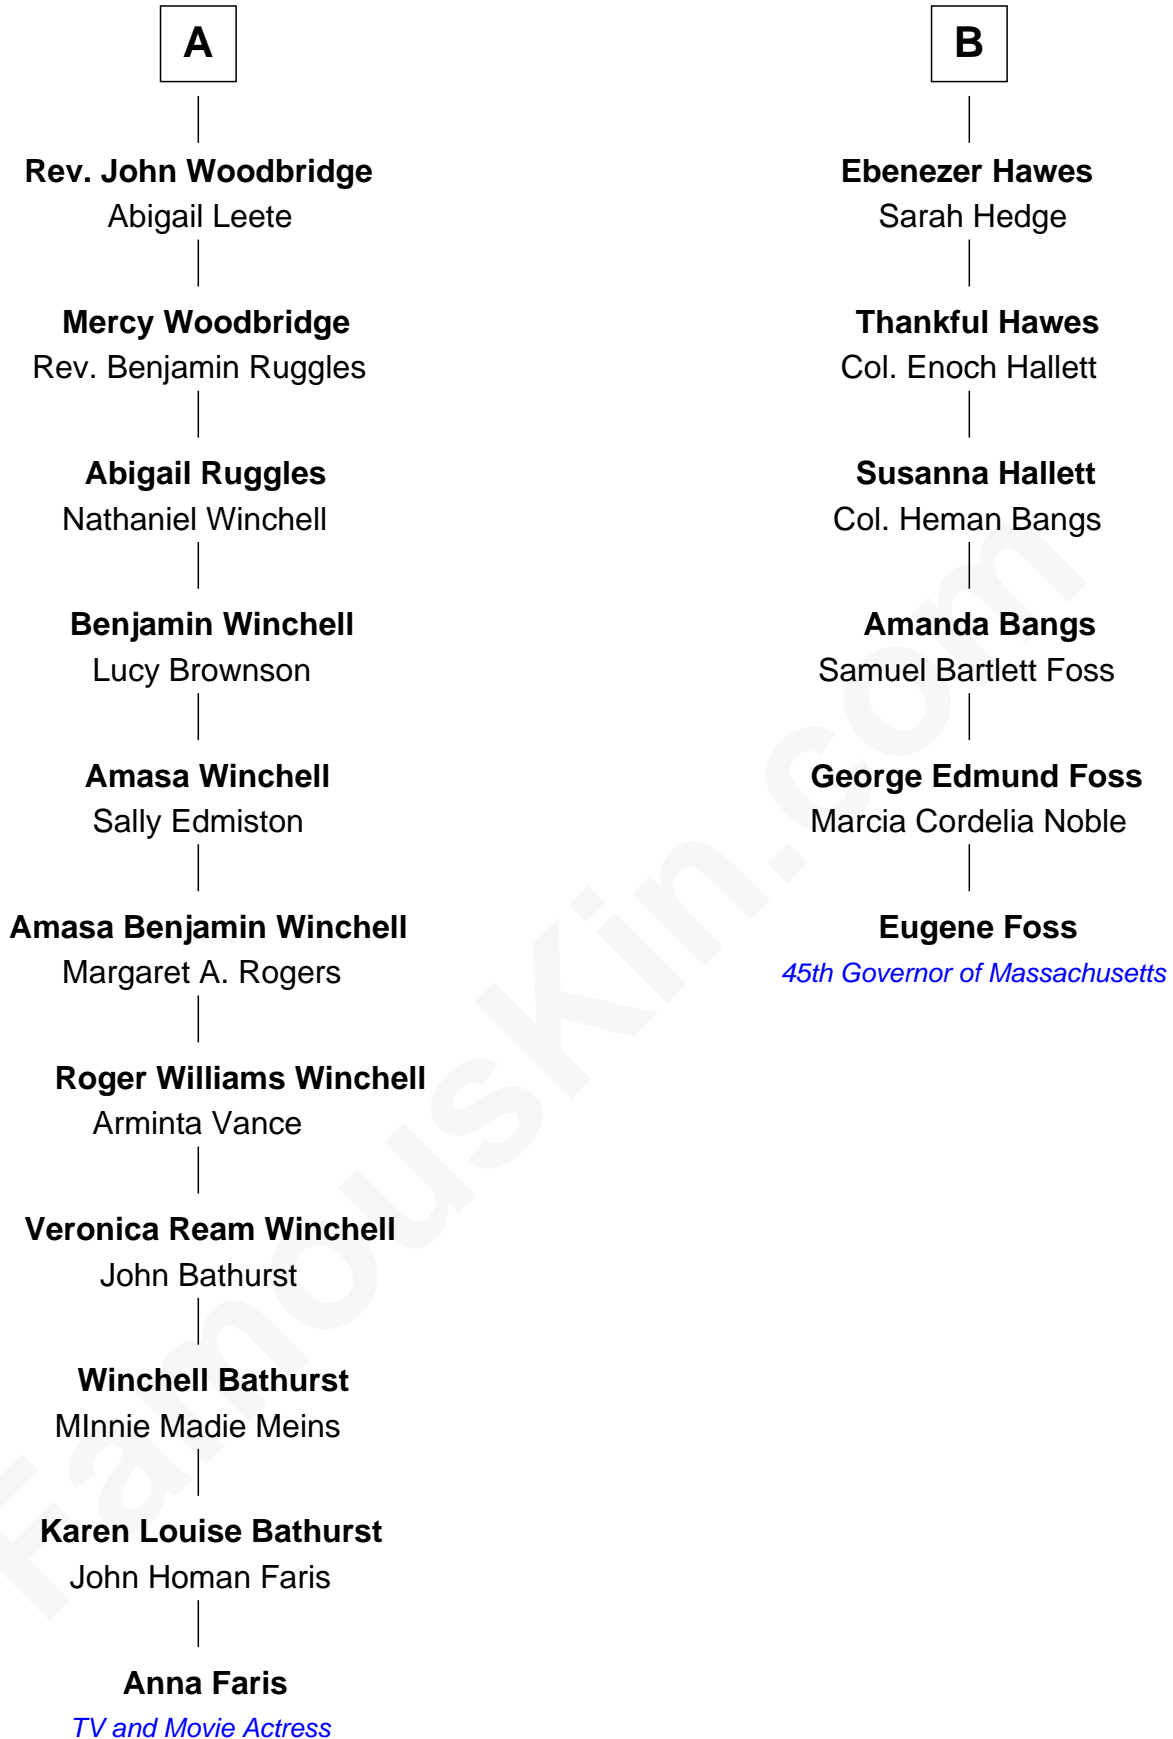 A
Rev. John Woodbridge
Abigail Leete
Mercy Woodbridge
Rev. Benjamin Ruggles
Abigail Ruggles
Nathaniel Winchell
Benjamin Winchell
Lucy Brownson
Amasa Winchell
Sally Edmiston
Amasa Benjamin Winchell
Margaret A. Rogers
Roger Williams Winchell
Arminta Vance
Veronica Ream Winchell
John Bathurst
Winchell Bathurst
MInnie Madie Meins
Karen Louise Bathurst
John Homan Faris
Anna Faris
TV and Movie Actress
B
Ebenezer Hawes
Sarah Hedge
Thankful Hawes
Col. Enoch Hallett
Susanna Hallett
Col. Heman Bangs
Amanda Bangs
Samuel Bartlett Foss
George Edmund Foss
Marcia Cordelia Noble
Eugene Foss
45th Governor of Massachusetts
FamousKin.com